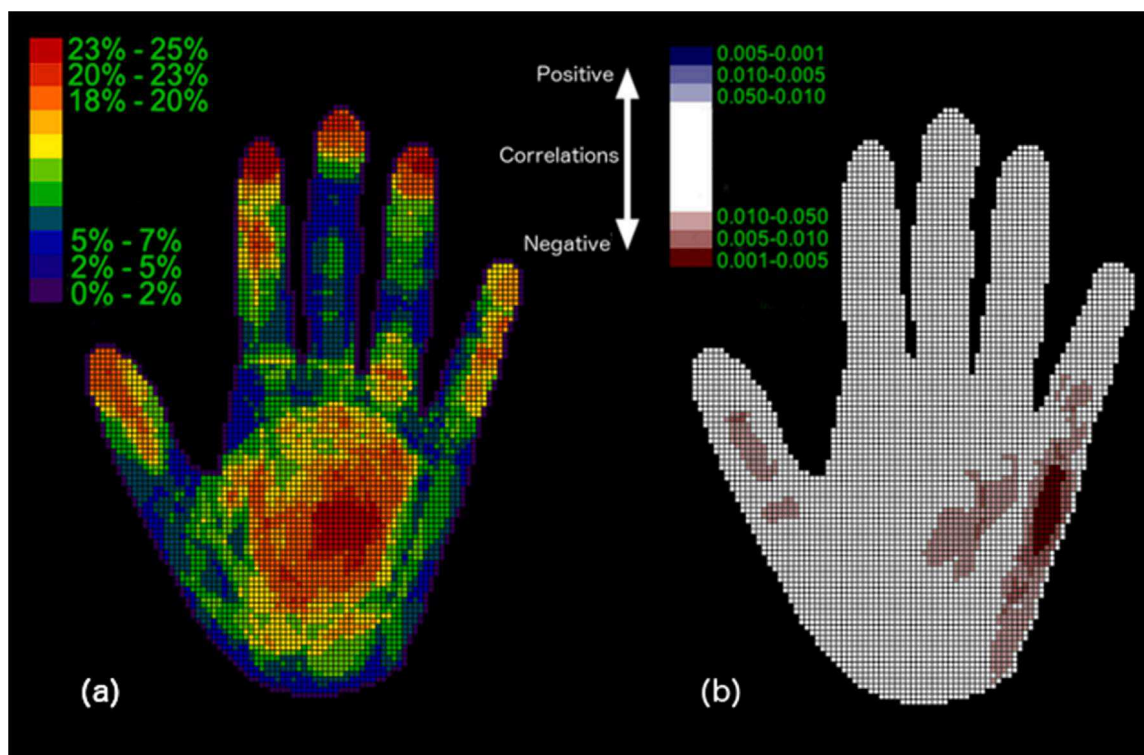 23% - 25%
20% - 23%
18% - 20%
5% - 7%
2% - 5%
0% - 2%
Positive
Correlations
Negative
0.005-0.001
0.010-0.005
0.050-0.010
0.010-0.050
0.005-0.010
0.001-0.005
(a)
(b)